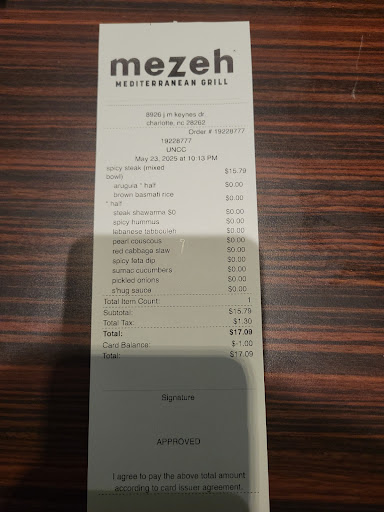 mezeh
MEDITERRANEAN GRILL
8926 j m keynes dr.
charlotte, nc 28262
Order # 19228777
19228777
UNCC
May 23, 2025 at 10:13 PM
spicy steak (mixed $15.79
bowl)
arugula * half $0.00
brown basmati rice $0.00
* half
steak shawarma $0 $0.00
spicy hummus $0.00
lebanese tabbouleh $0.00
pearl couscous $0.00
red cabbage slaw $0.00
spicy feta dip $0.00
sumac cucumbers $0.00
pickled onions $0.00
s'hug sauce $0.00
Total Item Count: 1
Subtotal: $15.79
Total Tax: $1.30
Total: $17.09
Card Balance: $-1.00
Total: $17.09
Signature
APPROVED
I agree to pay the above total amount
according to card issuer agreement.